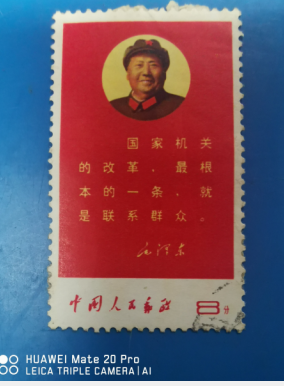 国家机关
的改革，最根
本的一条，就
是联系群众。
毛泽东
中国人民邮政 8分
HUAWEI Mate 20 Pro
LEICA TRIPLE CAMERA | AI